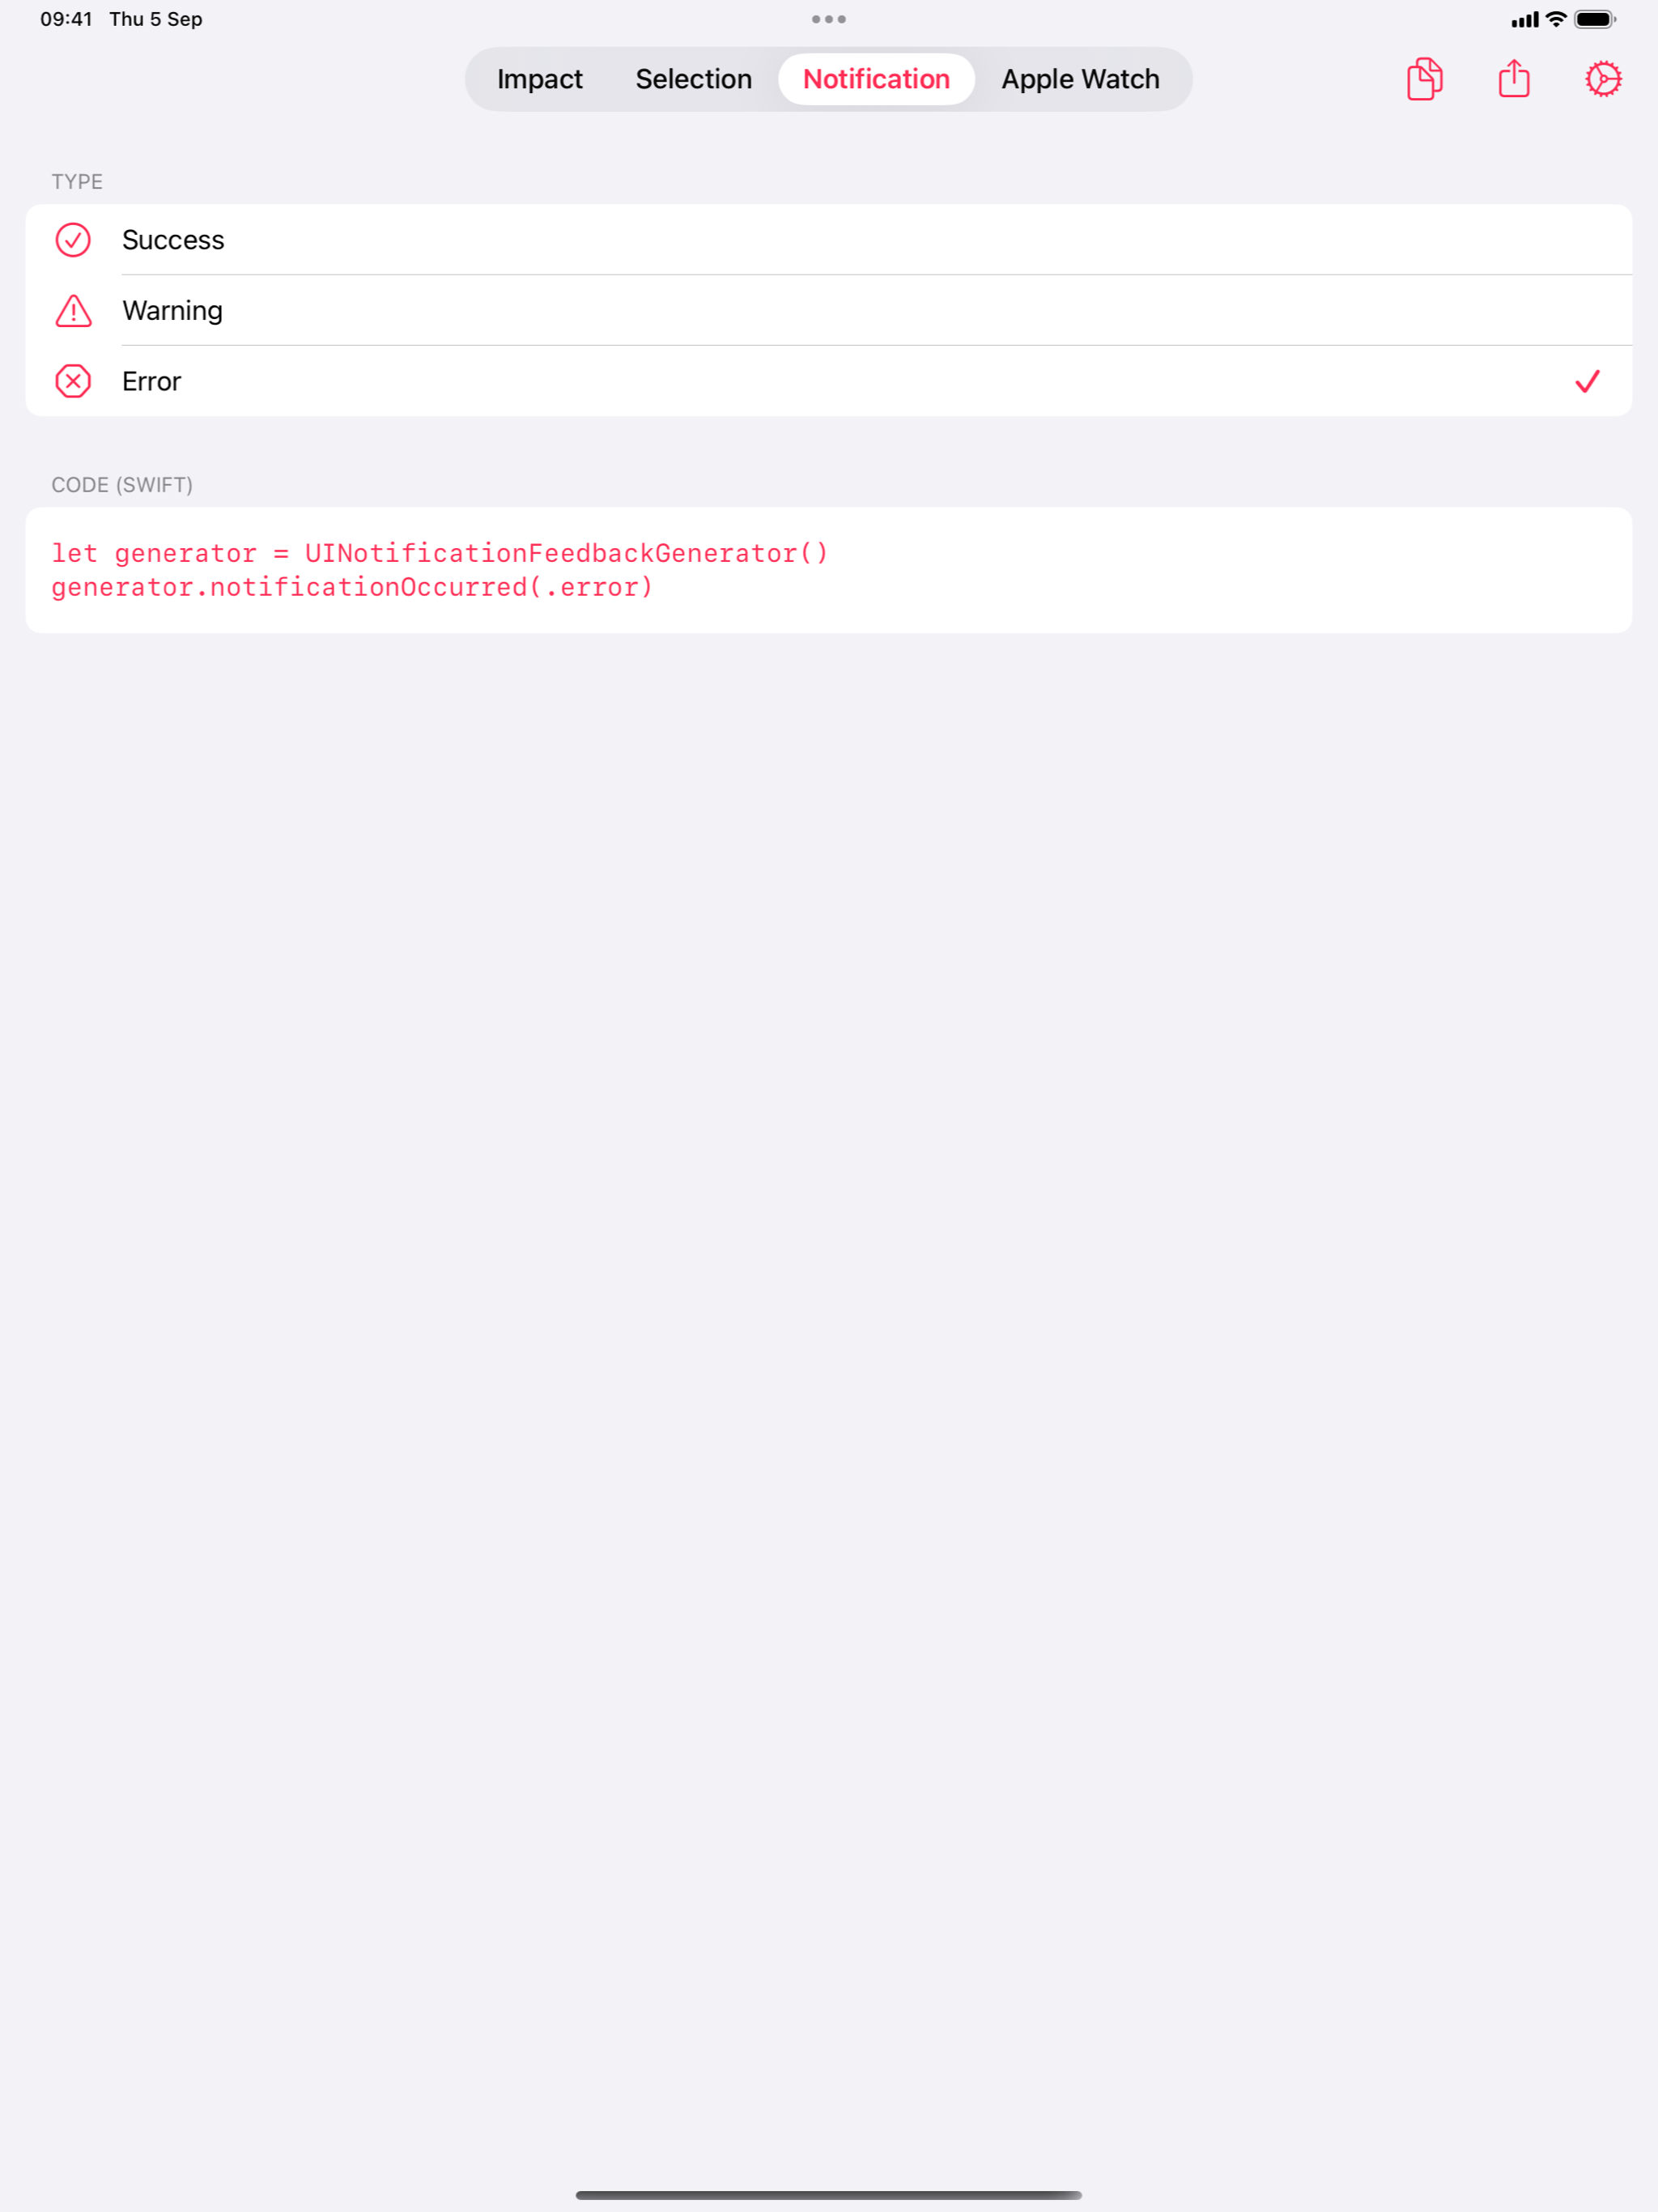 09:41 Thu 5 Sep
Impact Selection Notification Apple Watch
TYPE
Success
Warning
Error
CODE (SWIFT)
let generator = UINotificationFeedbackGenerator()
generator.notificationOccurred(.error)